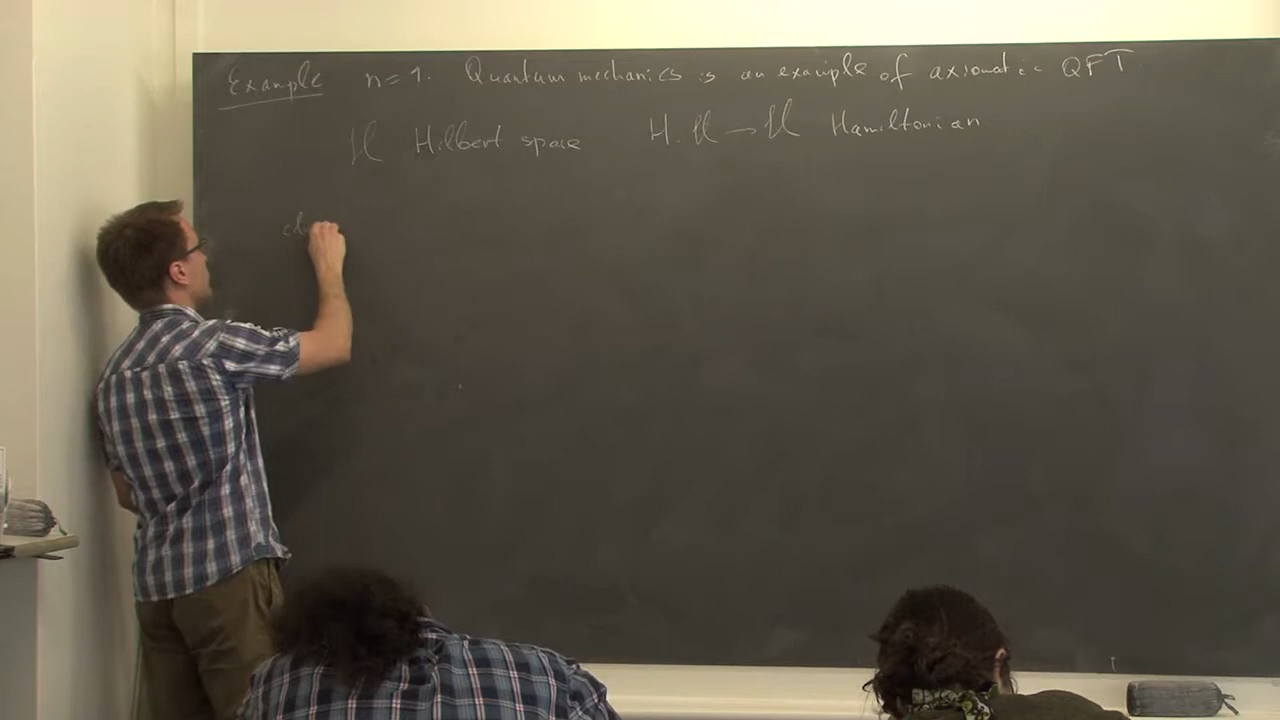 Example n=1. Quantum mechanics is an example of axiomatic QFT
ℋ Hilbert space H: ℋ → ℋ Hamiltonian